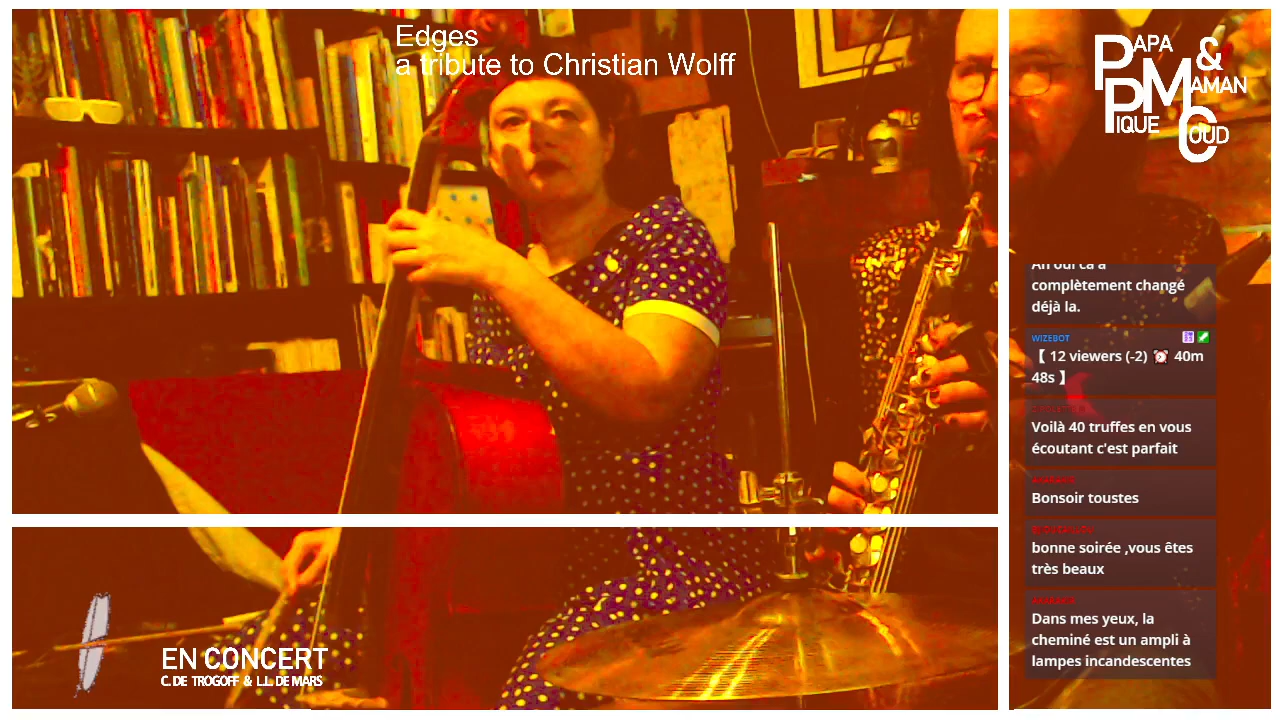 Edges
a tribute to Christian Wolff
PAPA &
PIQUE MAMAN
COUD
complètement changé
déjà la.
WIZEBOT
【 12 viewers (-2) ⏰ 40m
48s 】
Voilà 40 truffes en vous
écoutant c'est parfait
Bonsoir toustes
bonne soirée ,vous êtes
très beaux
Dans mes yeux, la
cheminé est un ampli à
lampes incandescentes
EN CONCERT
C. DE TROGOFF & L.L. DE MARS